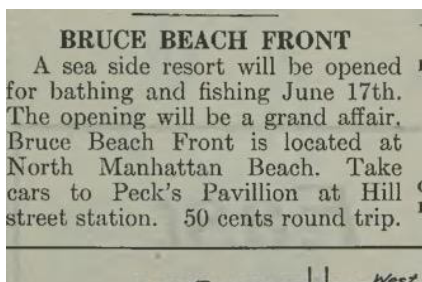 BRUCE BEACH FRONT
A sea side resort will be opened
for bathing and fishing June 17th.
The opening will be a grand affair.
Bruce Beach Front is located at
North Manhattan Beach. Take
cars to Peck's Pavillion at Hill
street station. 50 cents round trip.
West